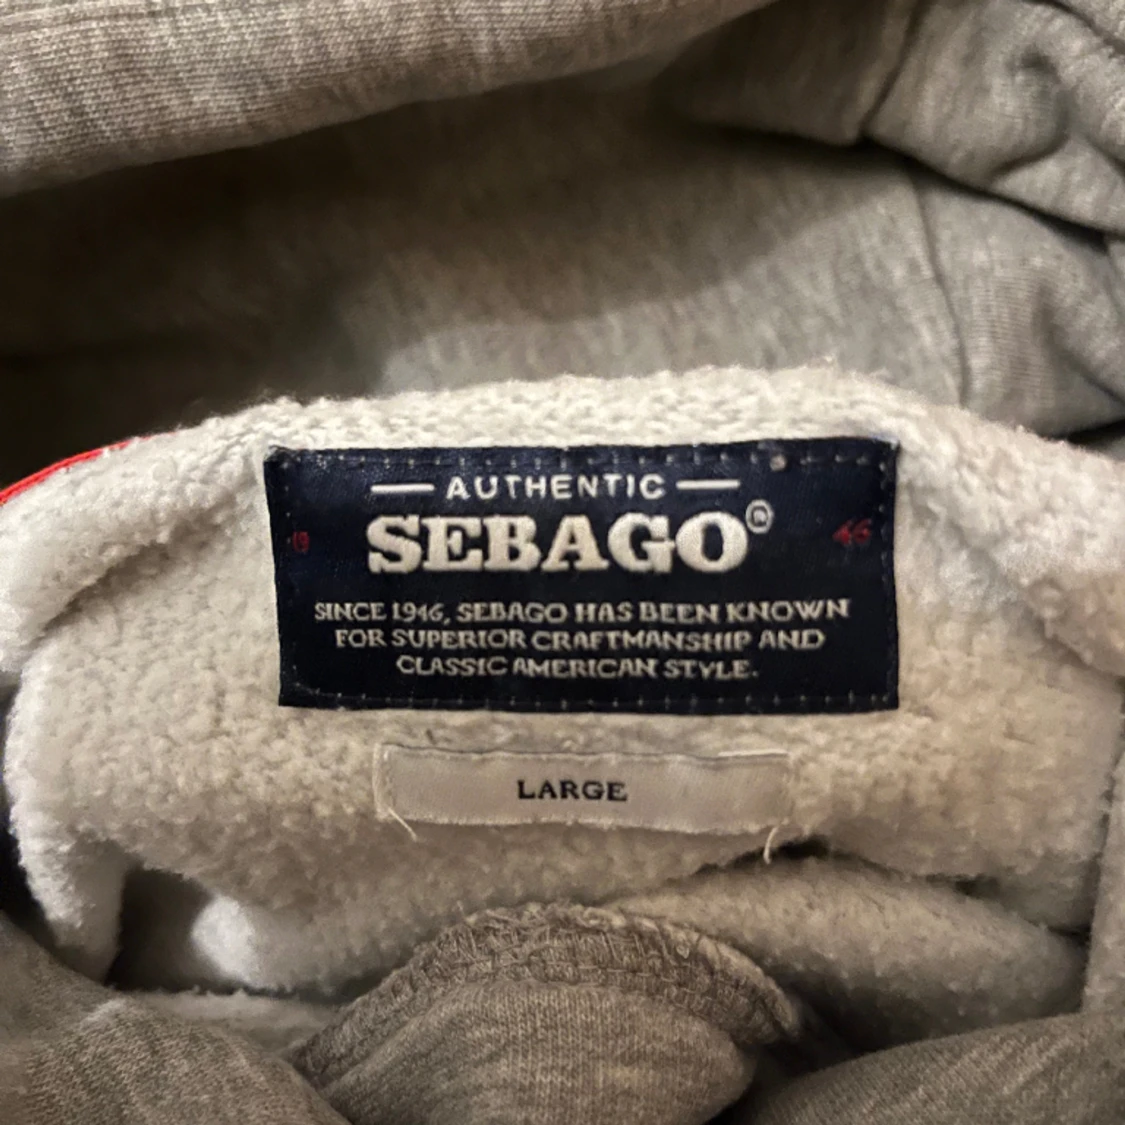 AUTHENTIC
SEBAGO®
19 46
SINCE 1946, SEBAGO HAS BEEN KNOWN
FOR SUPERIOR CRAFTMANSHIP AND
CLASSIC AMERICAN STYLE.
LARGE